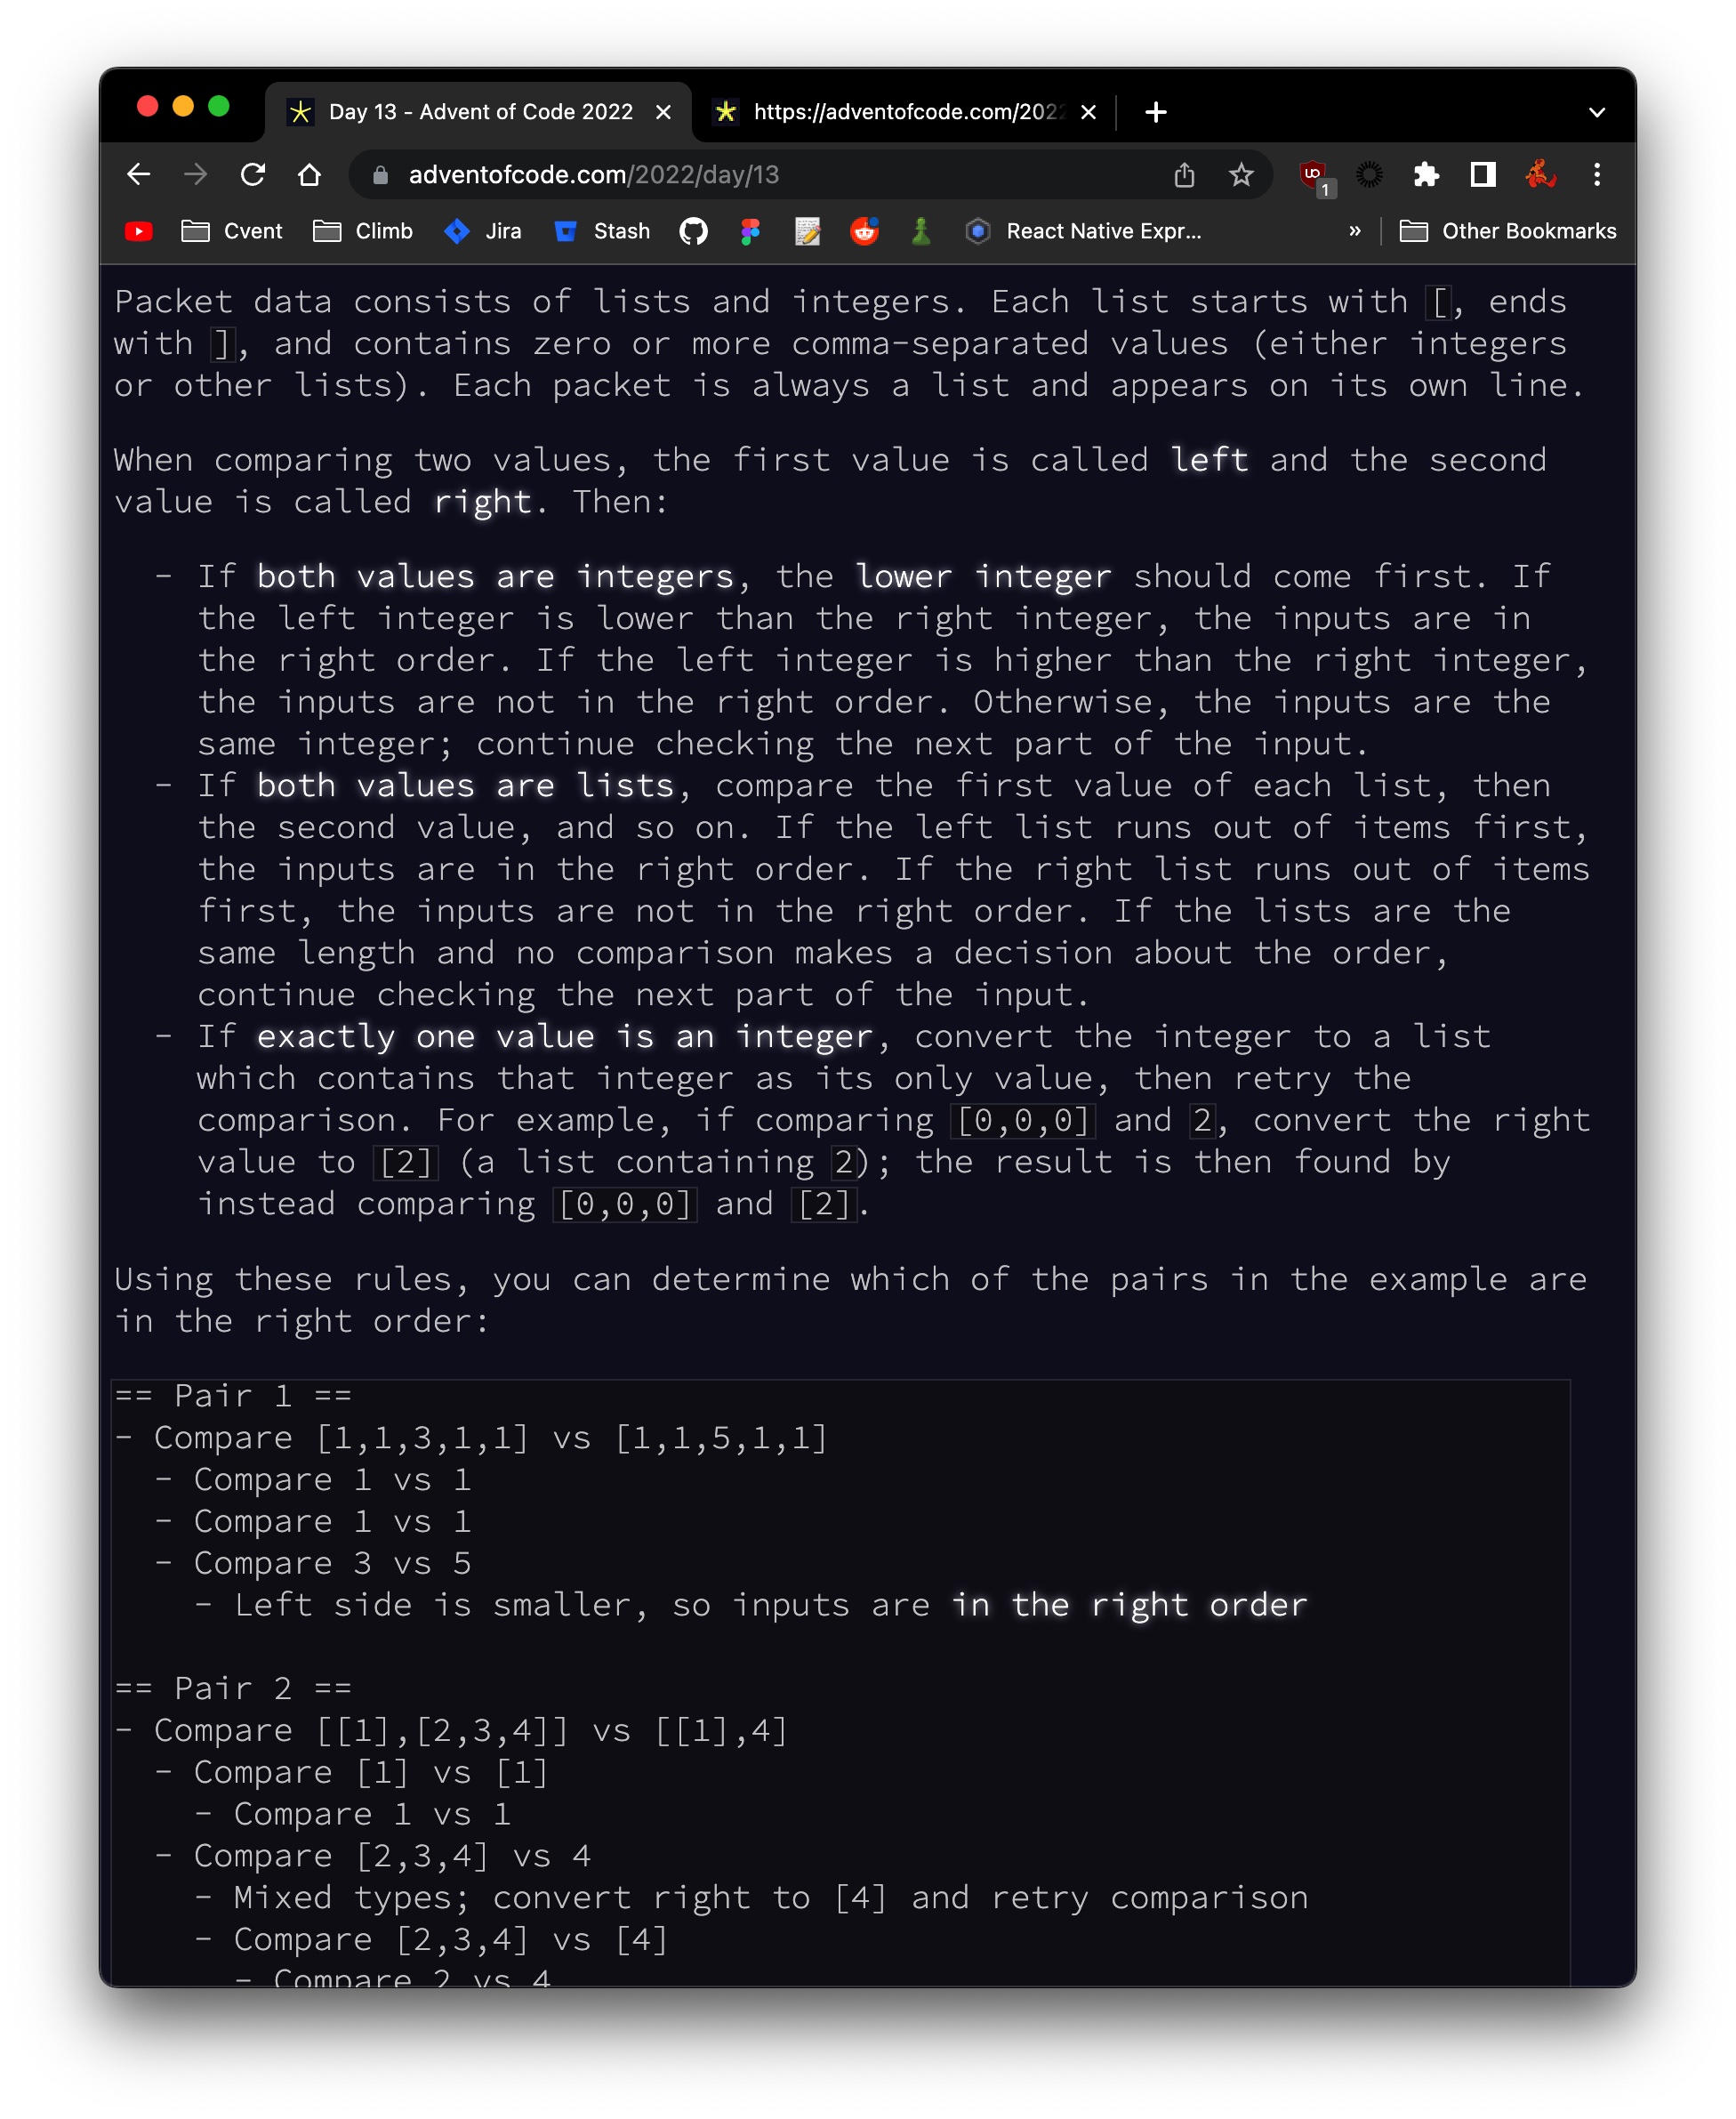 Day 13 - Advent of Code 2022
https://adventofcode.com/202
adventofcode.com/2022/day/13
1
Cvent
Climb
Jira
Stash
React Native Expr...
»
Other Bookmarks
Packet data consists of lists and integers. Each list starts with [, ends
with ], and contains zero or more comma-separated values (either integers
or other lists). Each packet is always a list and appears on its own line.
When comparing two values, the first value is called left and the second
value is called right. Then:
- If both values are integers, the lower integer should come first. If
the left integer is lower than the right integer, the inputs are in
the right order. If the left integer is higher than the right integer,
the inputs are not in the right order. Otherwise, the inputs are the
same integer; continue checking the next part of the input.
- If both values are lists, compare the first value of each list, then
the second value, and so on. If the left list runs out of items first,
the inputs are in the right order. If the right list runs out of items
first, the inputs are not in the right order. If the lists are the
same length and no comparison makes a decision about the order,
continue checking the next part of the input.
- If exactly one value is an integer, convert the integer to a list
which contains that integer as its only value, then retry the
comparison. For example, if comparing [0,0,0] and 2, convert the right
value to [2] (a list containing 2); the result is then found by
instead comparing [0,0,0] and [2].
Using these rules, you can determine which of the pairs in the example are
in the right order:
== Pair 1 ==
- Compare [1,1,3,1,1] vs [1,1,5,1,1]
- Compare 1 vs 1
- Compare 1 vs 1
- Compare 3 vs 5
- Left side is smaller, so inputs are in the right order
== Pair 2 ==
- Compare [[1],[2,3,4]] vs [[1],4]
- Compare [1] vs [1]
- Compare 1 vs 1
- Compare [2,3,4] vs 4
- Mixed types; convert right to [4] and retry comparison
- Compare [2,3,4] vs [4]
- Compare 2 vs 4